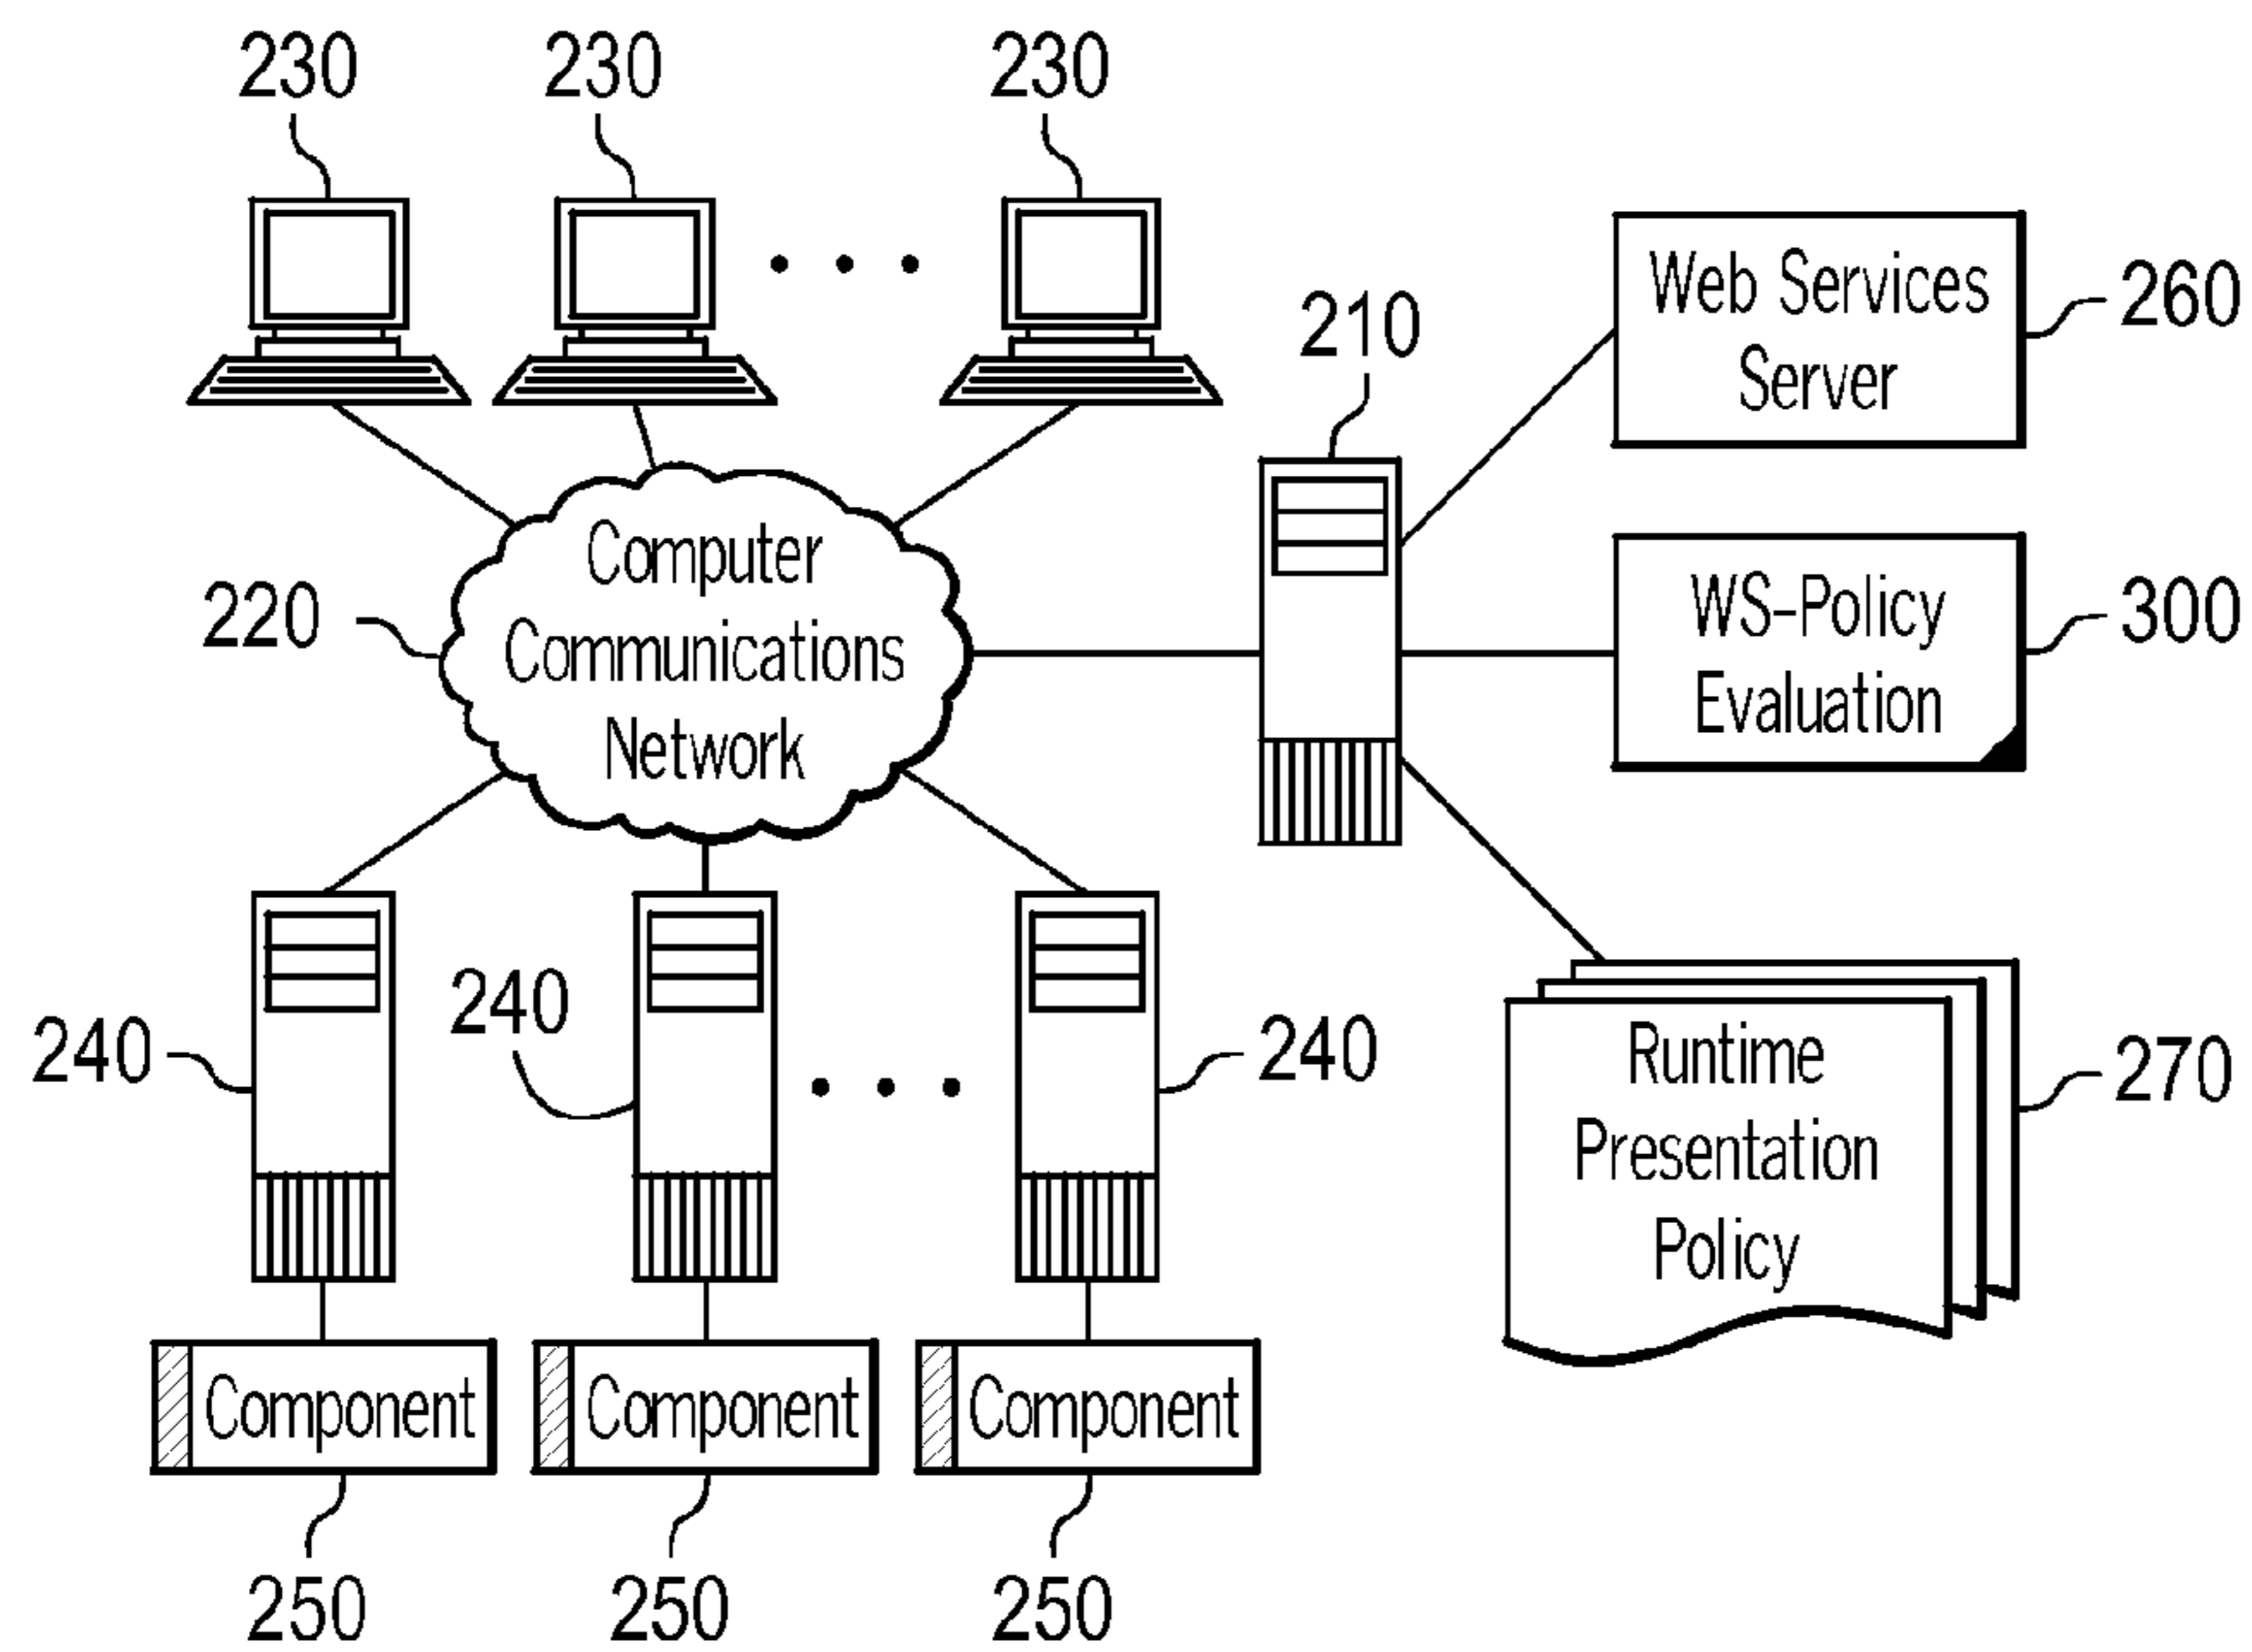 230
230
230
210
Web Services
Server
260
Computer
Communications
Network
220
WS-Policy
Evaluation
300
240
240
240
Runtime
Presentation
Policy
270
Component
Component
Component
250
250
250